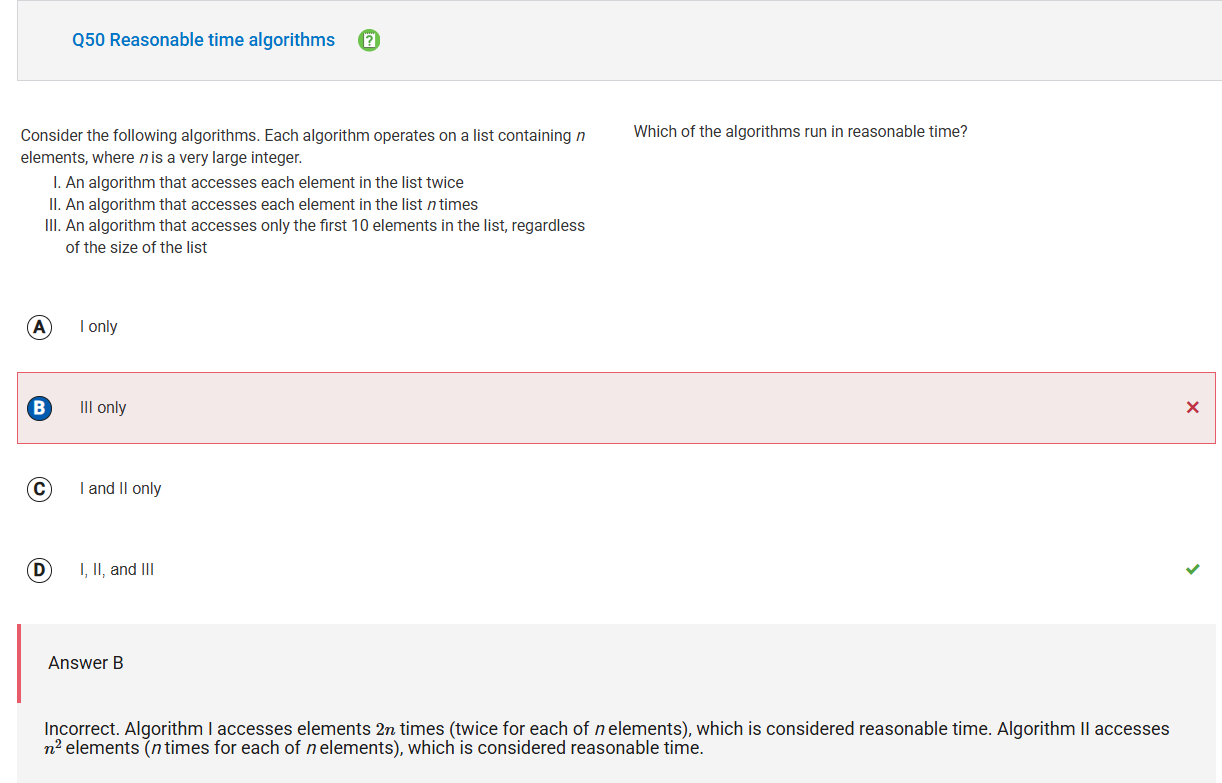 Q50 Reasonable time algorithms
Consider the following algorithms. Each algorithm operates on a list containing n
elements, where n is a very large integer.
I. An algorithm that accesses each element in the list twice
II. An algorithm that accesses each element in the list n times
III. An algorithm that accesses only the first 10 elements in the list, regardless
of the size of the list
Which of the algorithms run in reasonable time?
A I only
B III only
C I and II only
D I, II, and III
Answer B
Incorrect. Algorithm I accesses elements 2n times (twice for each of n elements), which is considered reasonable time. Algorithm II accesses
n² elements (n times for each of n elements), which is considered reasonable time.